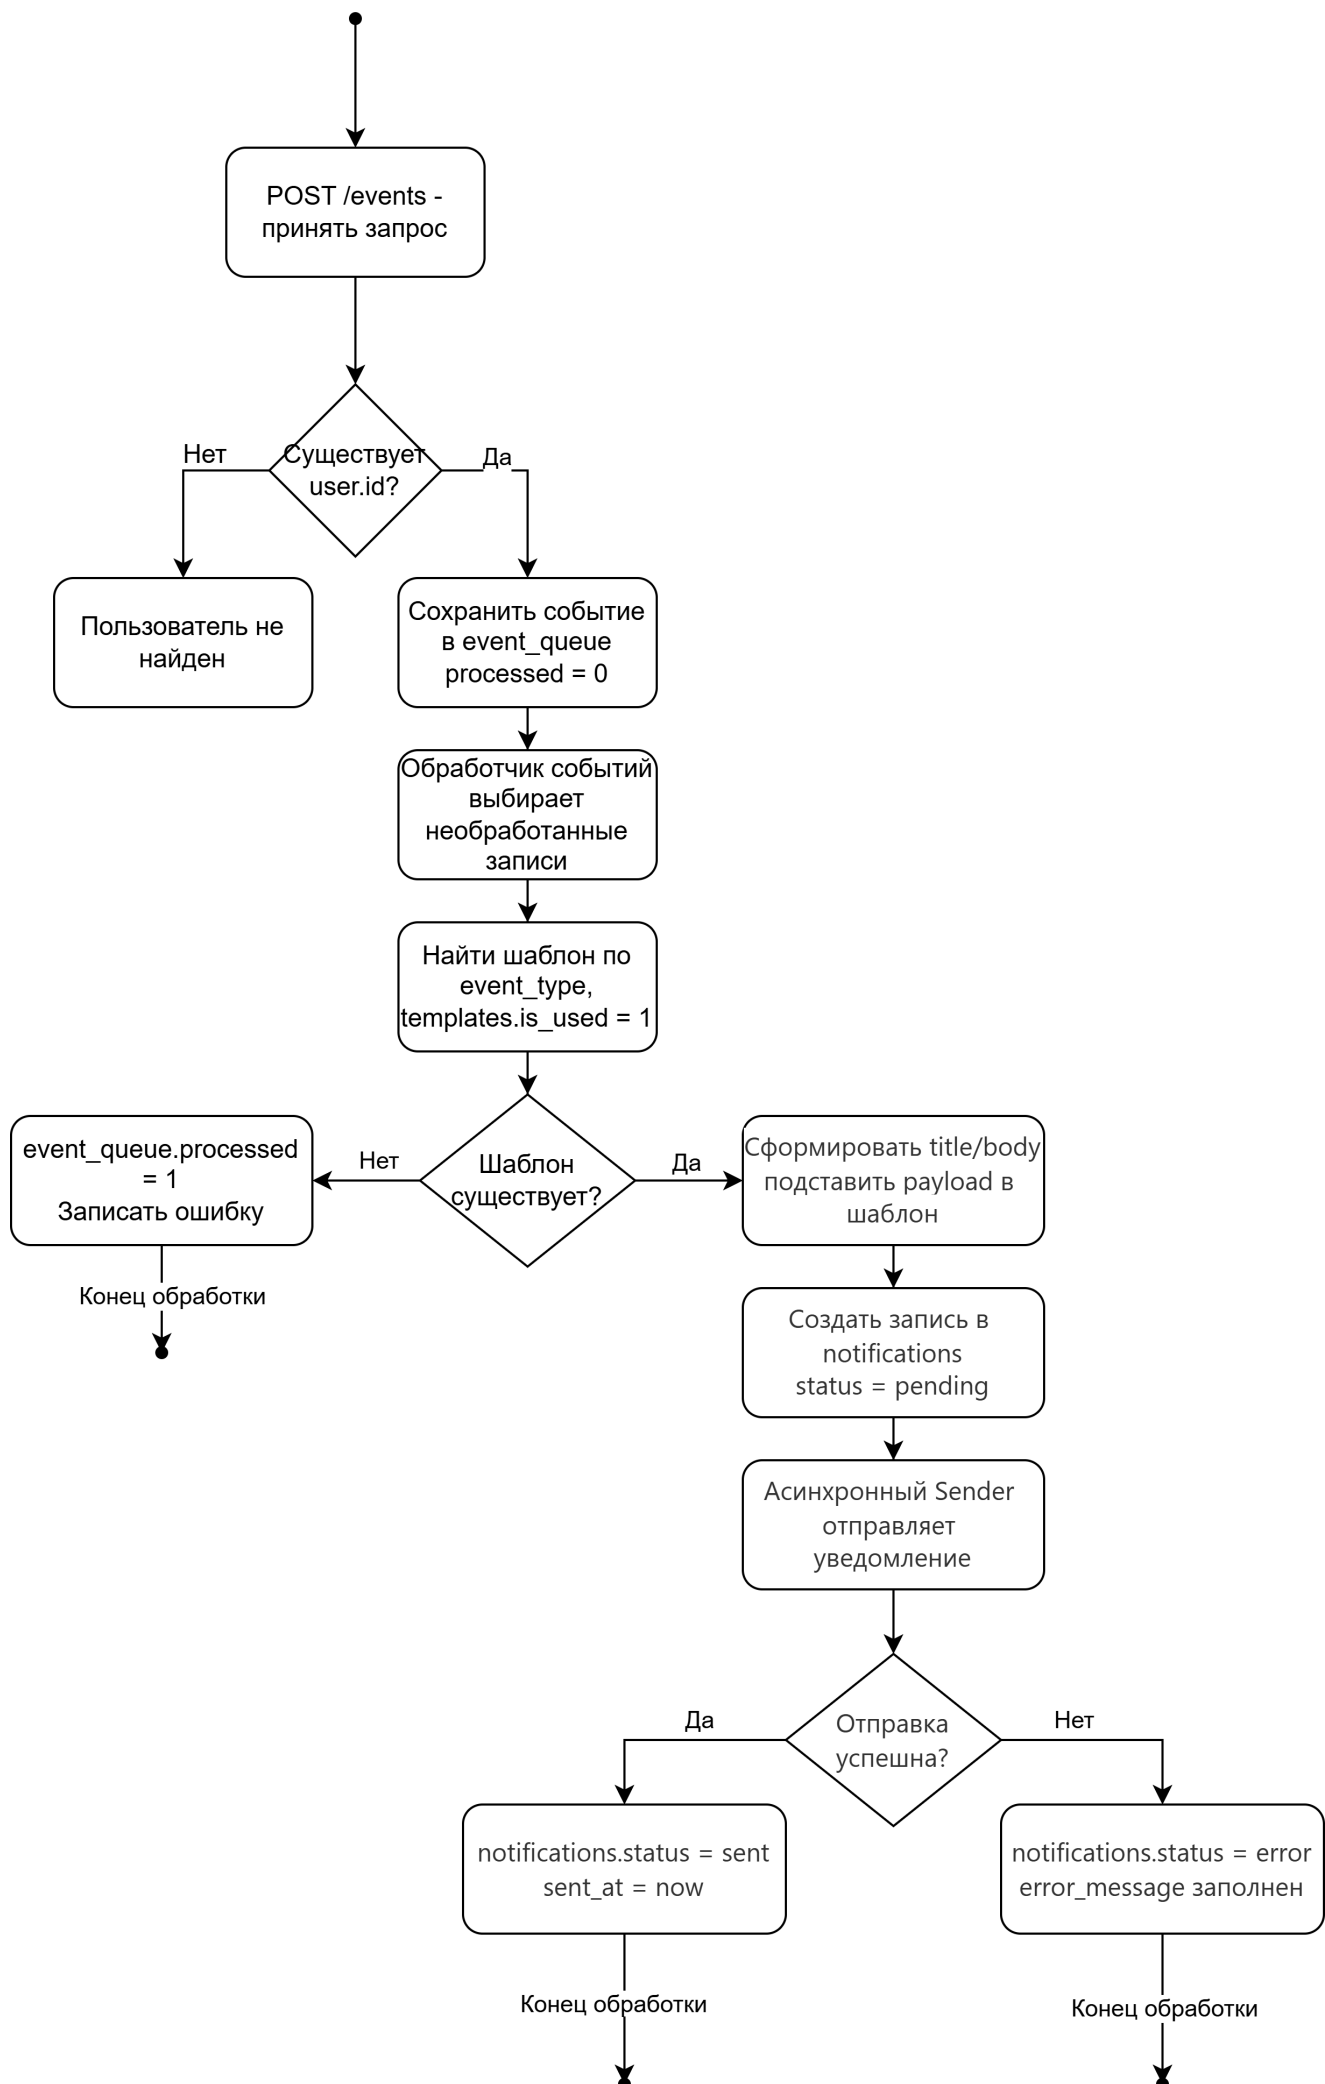 POST /events -
принять запрос
Существует
user.id?
Нет
Да
Пользователь не
найден
Сохранить событие
в event_queue
processed = 0
Обработчик событий
выбирает
необработанные
записи
Найти шаблон по
event_type,
templates.is_used = 1
Шаблон
существует?
Нет
Да
event_queue.processed
= 1
Записать ошибку
Конец обработки
Сформировать title/body
подставить payload в
шаблон
Создать запись в
notifications
status = pending
Асинхронный Sender
отправляет
уведомление
Отправка
успешна?
Да
Нет
notifications.status = sent
sent_at = now
Конец обработки
notifications.status = error
error_message заполнен
Конец обработки